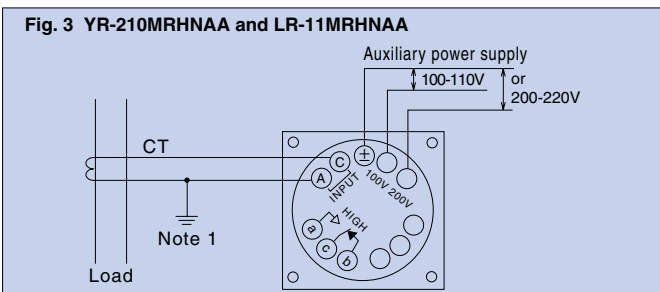 Fig. 3  YR-210MRHNAA and LR-11MRHNAA
Auxiliary power supply
100-110V
or
200-220V
CT
C
±
A
INPUT
100V 200V
HIGH
a
c
b
Note 1
Load